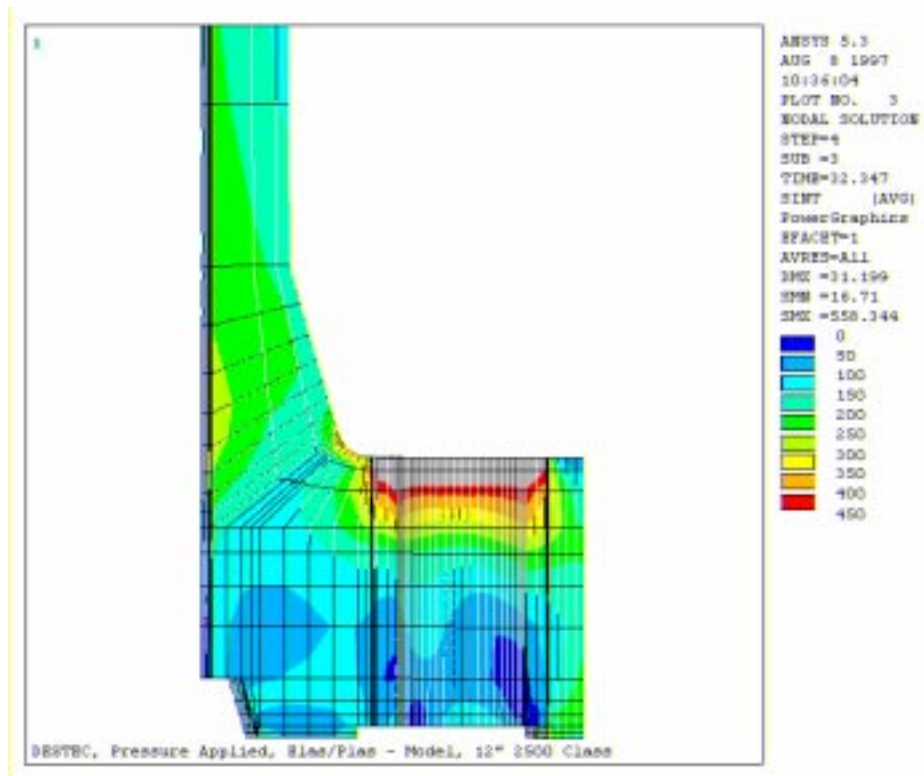 1
ANSYS 5.3
AUG 8 1997
10:36:04
PLOT NO. 3
NODAL SOLUTION
STEP=4
SUB =3
TIME=32.347
SINT (AVG)
PowerGraphics
EFACET=1
AVRES=All
DMX =31.199
SMN =16.71
SMX =558.344
0
50
100
150
200
250
300
350
400
450
DESTEC, Pressure Applied, Elas/Plas - Model, 12" 2500 Class